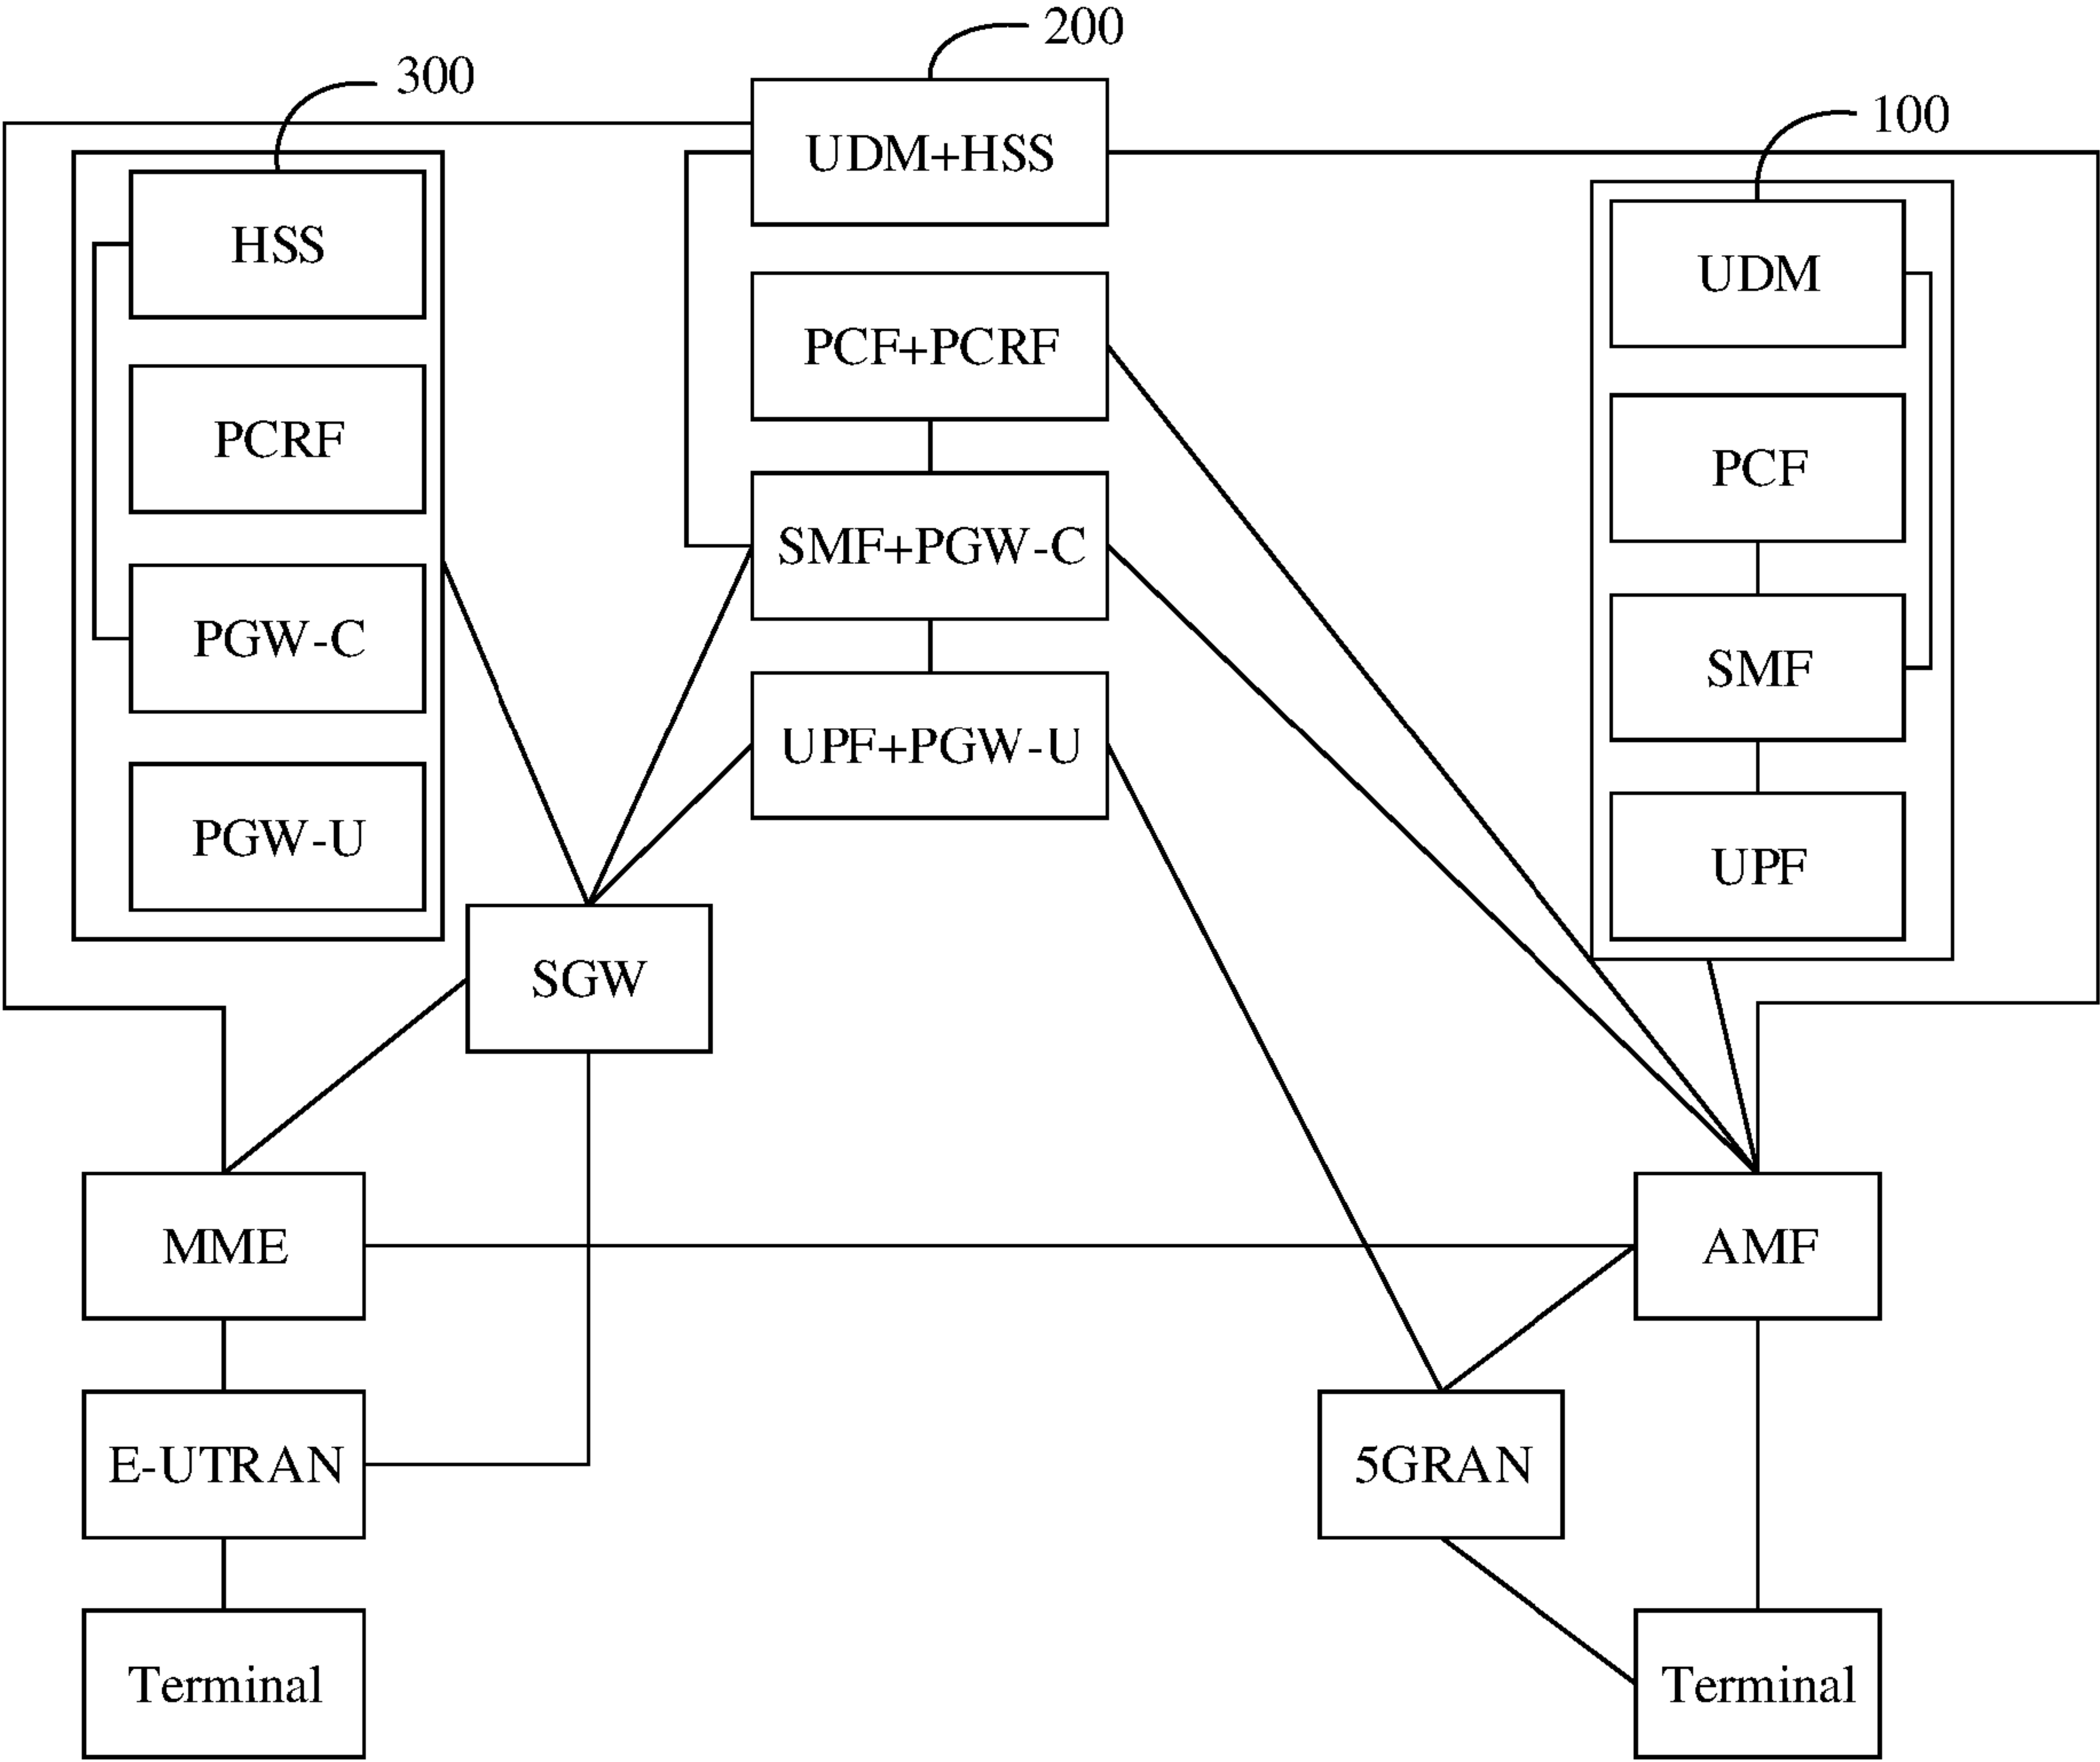 200
300
100
UDM+HSS
HSS
UDM
PCF+PCRF
PCRF
PCF
SMF+PGW-C
PGW-C
SMF
UPF+PGW-U
PGW-U
UPF
SGW
MME
AMF
E-UTRAN
5GRAN
Terminal
Terminal